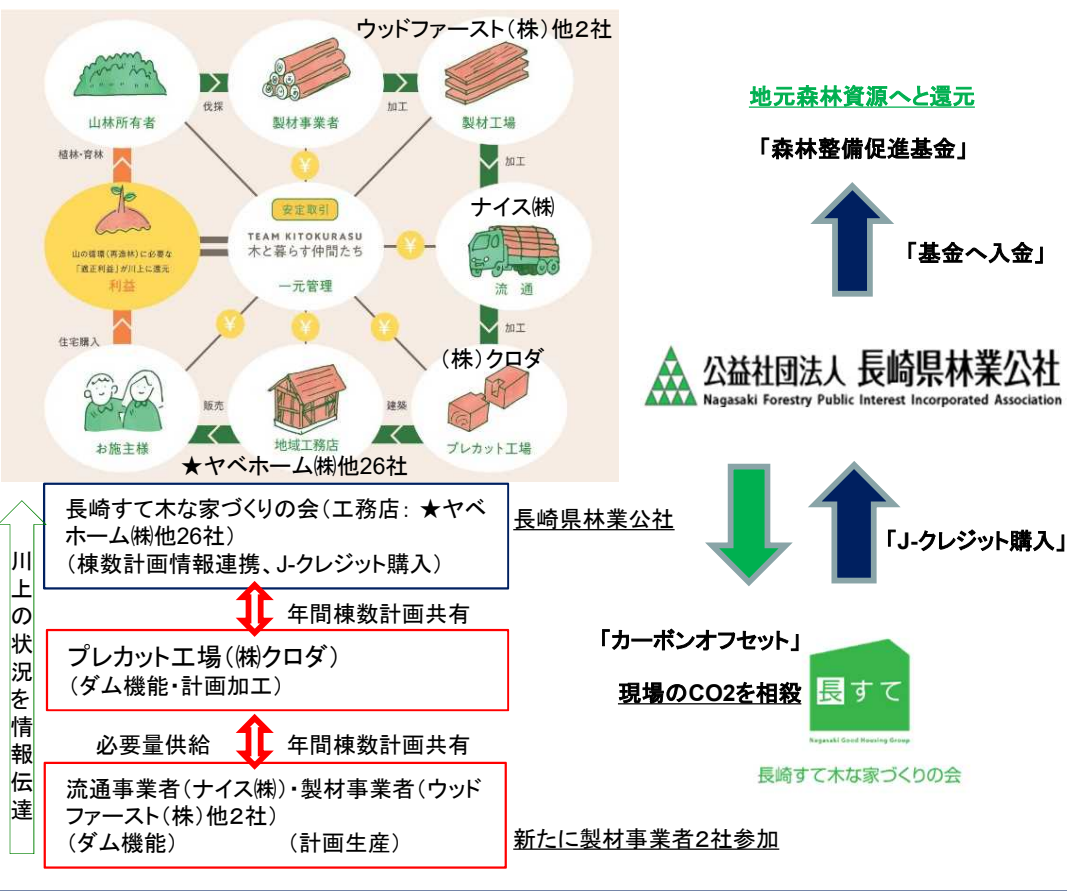 ウッドファースト(株)他2社
山林所有者
伐採
製材事業者
加工
製材工場
植林・育林
加工
安定取引
TEAM KITOKURASU
木と暮らす仲間たち
一元管理
山の循環(再造林)に必要な
「適正利益」が川上に還元
利益
ナイス㈱
流 通
加工
住宅購入
(株)クロダ
お施主様
販売
地域工務店
建築
プレカット工場
★ヤベホーム㈱他26社
川上の状況を情報伝達
長崎すて木な家づくりの会(工務店: ★ヤベ
ホーム㈱他26社)
(棟数計画情報連携、J-クレジット購入)
長崎県林業公社
年間棟数計画共有
プレカット工場(㈱クロダ)
(ダム機能・計画加工)
必要量供給
年間棟数計画共有
流通事業者(ナイス㈱)・製材事業者(ウッド
ファースト(株)他2社)
(ダム機能) (計画生産)
新たに製材事業者2社参加
地元森林資源へと還元
「森林整備促進基金」
「基金へ入金」
公益社団法人 長崎県林業公社
Nagasaki Forestry Public Interest Incorporated Association
「J-クレジット購入」
「カーボンオフセット」
現場のCO2を相殺
長すて
Nagasaki Good Housing Group
長崎すて木な家づくりの会
¥
¥
¥
¥
¥